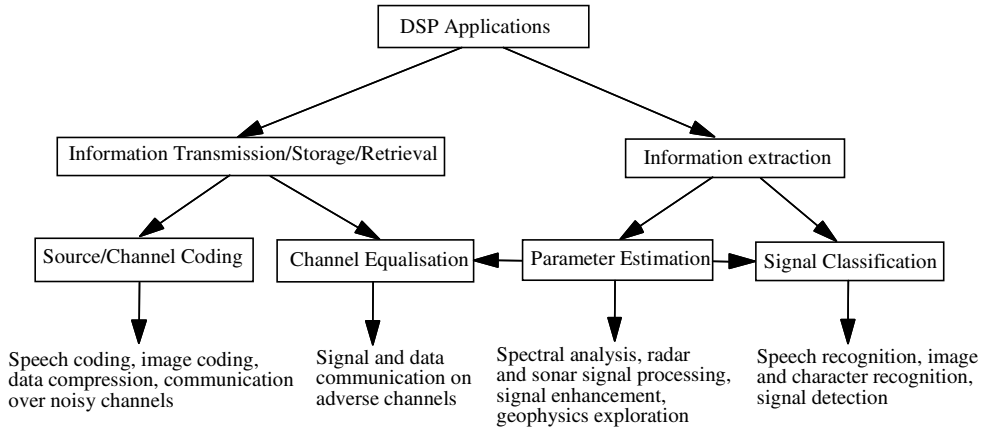 DSP Applications
Information Transmission/Storage/Retrieval
Information extraction
Source/Channel Coding
Channel Equalisation
Parameter Estimation
Signal Classification
Speech coding, image coding,
data compression, communication
over noisy channels
Signal and data
communication on
adverse channels
Spectral analysis, radar
and sonar signal processing,
signal enhancement,
geophysics exploration
Speech recognition, image
and character recognition,
signal detection